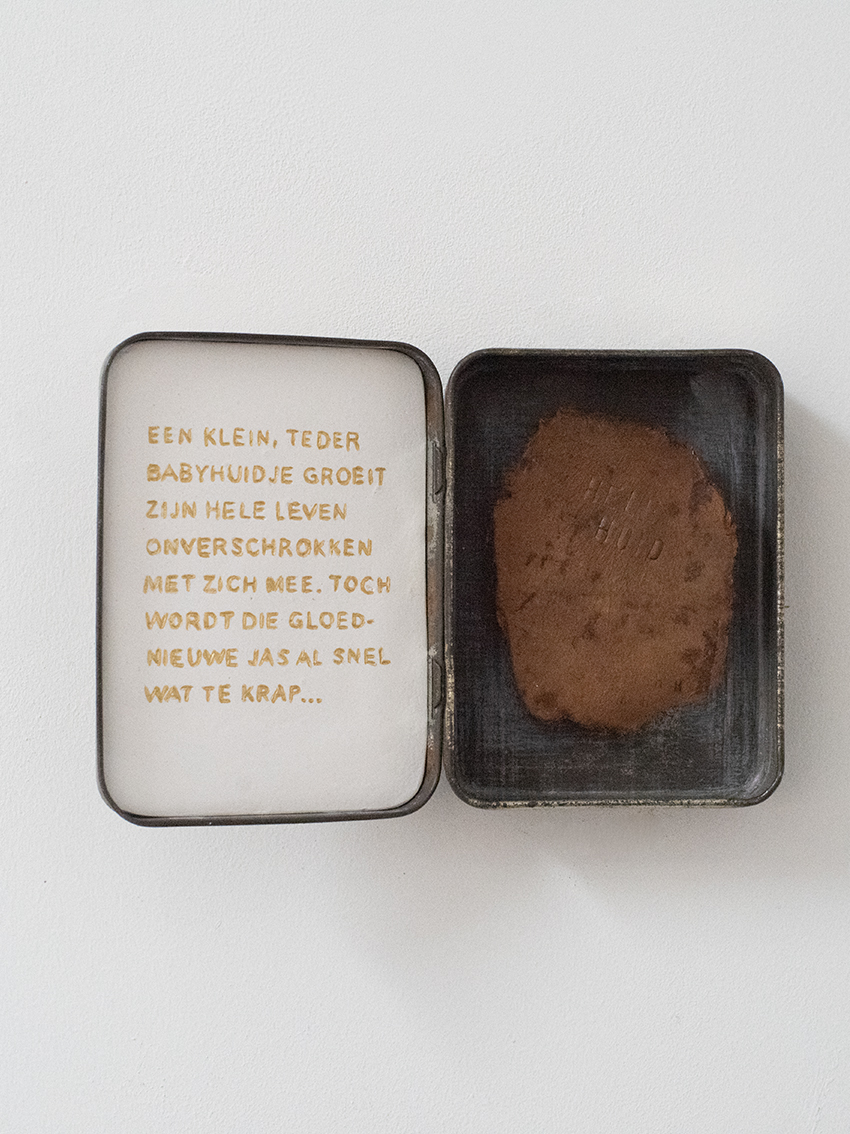 EEN KLEIN, TEDER
BABYHUIDJE GROEIT
ZIJN HELE LEVEN
ONVERSCHROKKEN
MET ZICH MEE. TOCH
WORDT DIE GLOED-
NIEUWE JAS AL SNEL
WAT TE KRAP...
HUID